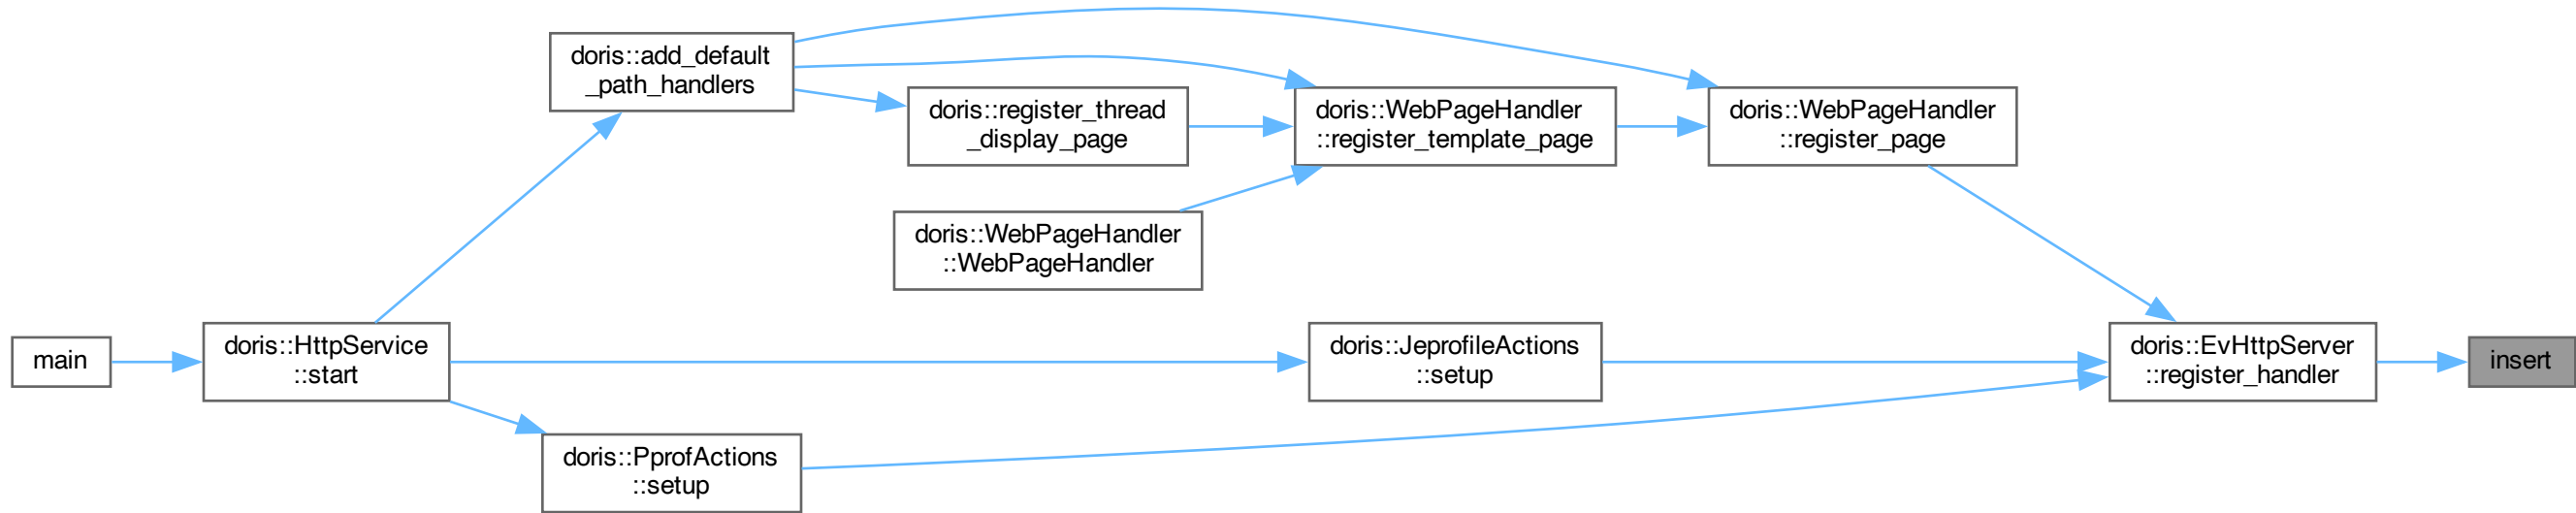 doris::add_default
_path_handlers
doris::register_thread
_display_page
doris::WebPageHandler
::register_template_page
doris::WebPageHandler
::register_page
doris::WebPageHandler
::WebPageHandler
main
doris::HttpService
::start
doris::JeprofileActions
::setup
doris::EvHttpServer
::register_handler
insert
doris::PprofActions
::setup